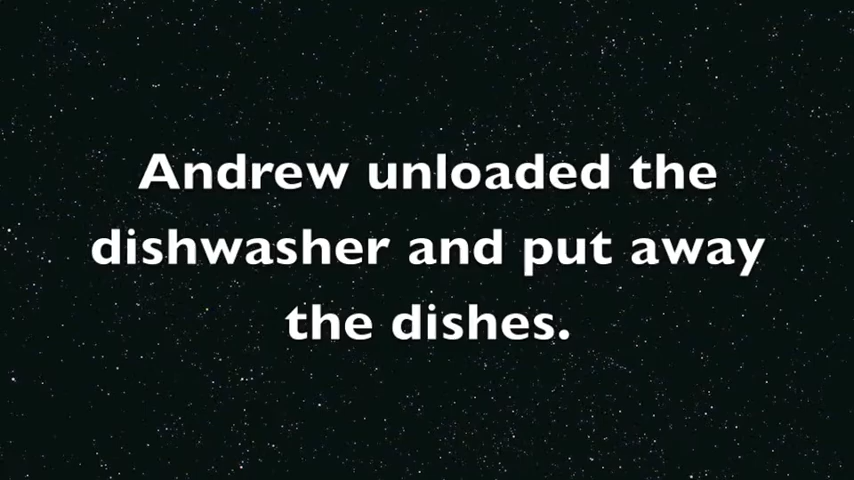 Andrew unloaded the
dishwasher and put away
the dishes.